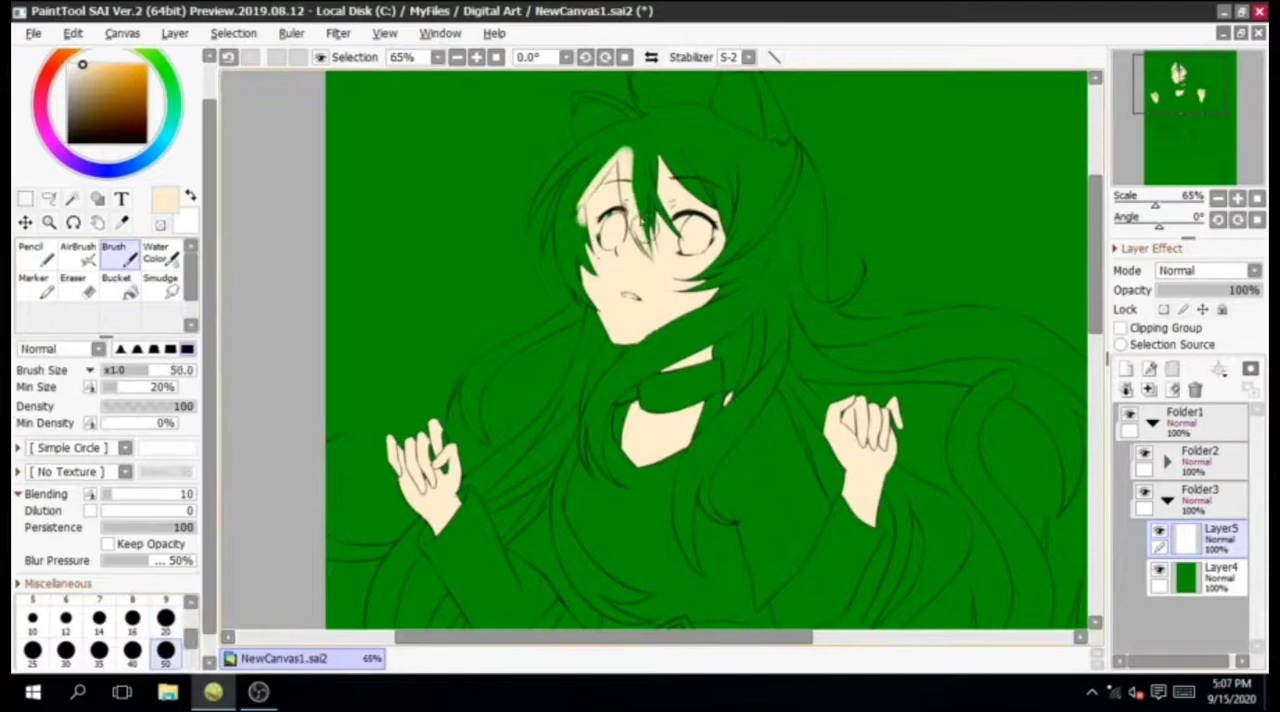 PaintTool SAI Ver.2 (64bit) Preview.2019.08.12 - Local Disk (C:) / MyFiles / Digital Art / NewCanvas1.sai2 (*)
File Edit Canvas Layer Selection Ruler Filter View Window Help
Selection 65% 0.0° Stabilizer S-2
T
Pencil AirBrush Brush Water Color
Marker Eraser Bucket Smudge
Normal
Brush Size x1.0 50.0
Min Size 20%
Density 100
Min Density 0%
[ Simple Circle ]
[ No Texture ]
Blending 10
Dilution 0
Persistence 100
Keep Opacity
Blur Pressure ... 50%
Miscellaneous
5 6 7 8 9
10 12 14 16 20
25 30 35 40 50
Scale 65%
Angle 0°
Layer Effect
Mode Normal
Opacity 100%
Lock
Clipping Group
Selection Source
Folder1
Normal
100%
Folder2
Normal
100%
Folder3
Normal
100%
Layer5
Normal
100%
Layer4
Normal
100%
NewCanvas1.sai2 65%
5:07 PM
9/15/2020